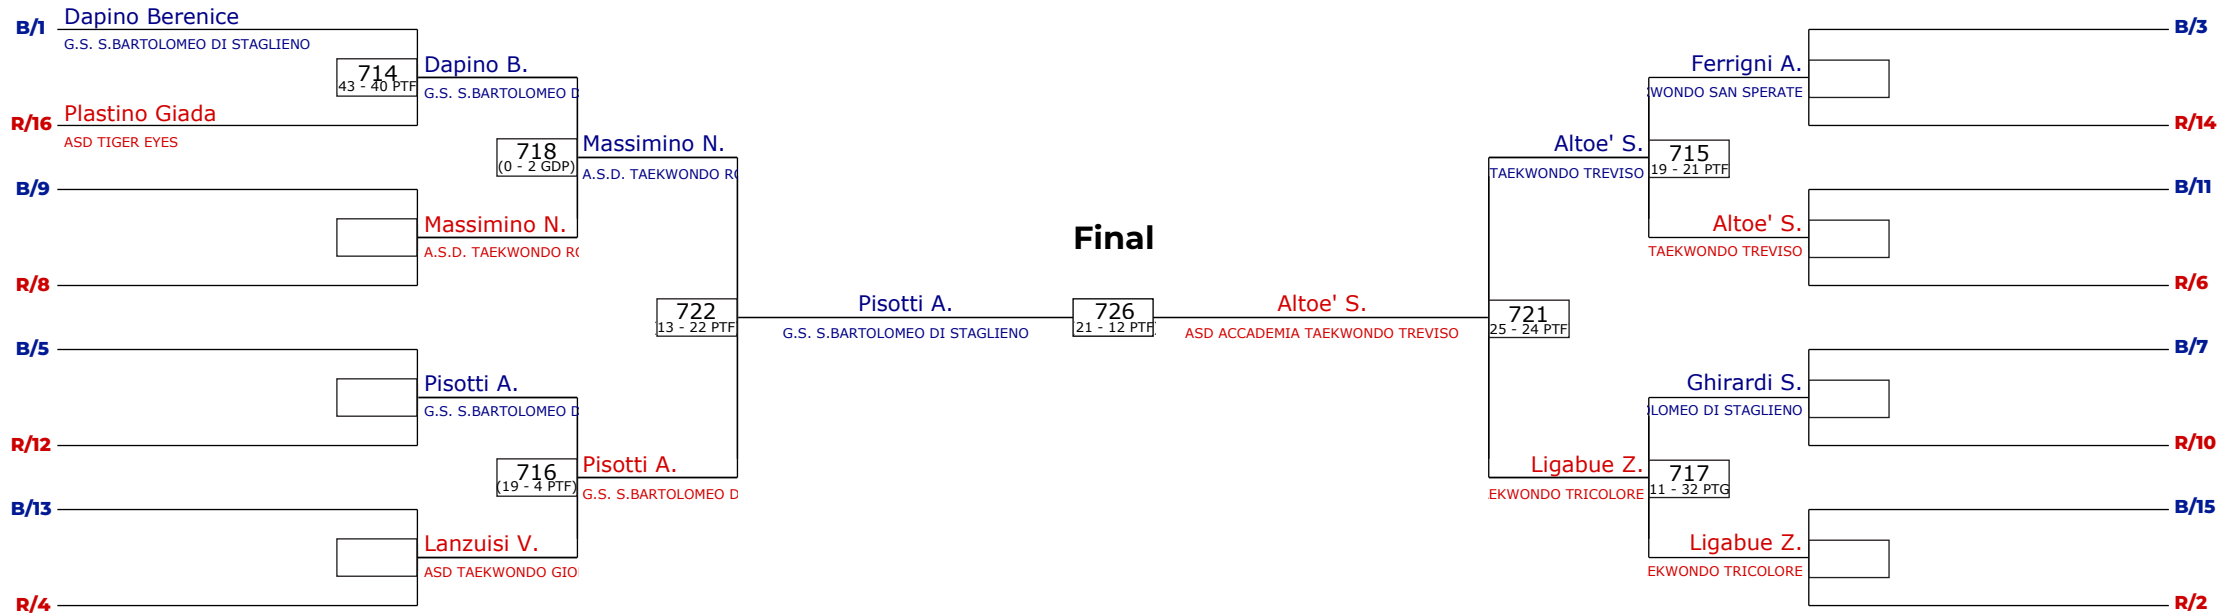 B/1
Dapino Berenice
G.S. S.BARTOLOMEO DI STAGLIENO
714
43 - 40 PTF
R/16
Plastino Giada
ASD TIGER EYES
Dapino B.
G.S. S.BARTOLOMEO D
718
(0 - 2 GDP)
B/9
R/8
Massimino N.
A.S.D. TAEKWONDO RO
Massimino N.
A.S.D. TAEKWONDO RO
722
13 - 22 PTF
B/5
R/12
Pisotti A.
G.S. S.BARTOLOMEO D
716
(19 - 4 PTF)
Pisotti A.
G.S. S.BARTOLOMEO D
B/13
R/4
Lanzuisi V.
ASD TAEKWONDO GIO
Final
Pisotti A.
G.S. S.BARTOLOMEO DI STAGLIENO
726
21 - 12 PTF
Altoe' S.
ASD ACCADEMIA TAEKWONDO TREVISO
721
25 - 24 PTF
Altoe' S.
TAEKWONDO TREVISO
715
19 - 21 PTF
Ferrigni A.
WONDO SAN SPERATE
B/3
R/14
Altoe' S.
TAEKWONDO TREVISO
B/11
R/6
Ligabue Z.
EKWONDO TRICOLORE
717
11 - 32 PTG
Ghirardi S.
LOMEO DI STAGLIENO
B/7
R/10
Ligabue Z.
EKWONDO TRICOLORE
B/15
R/2